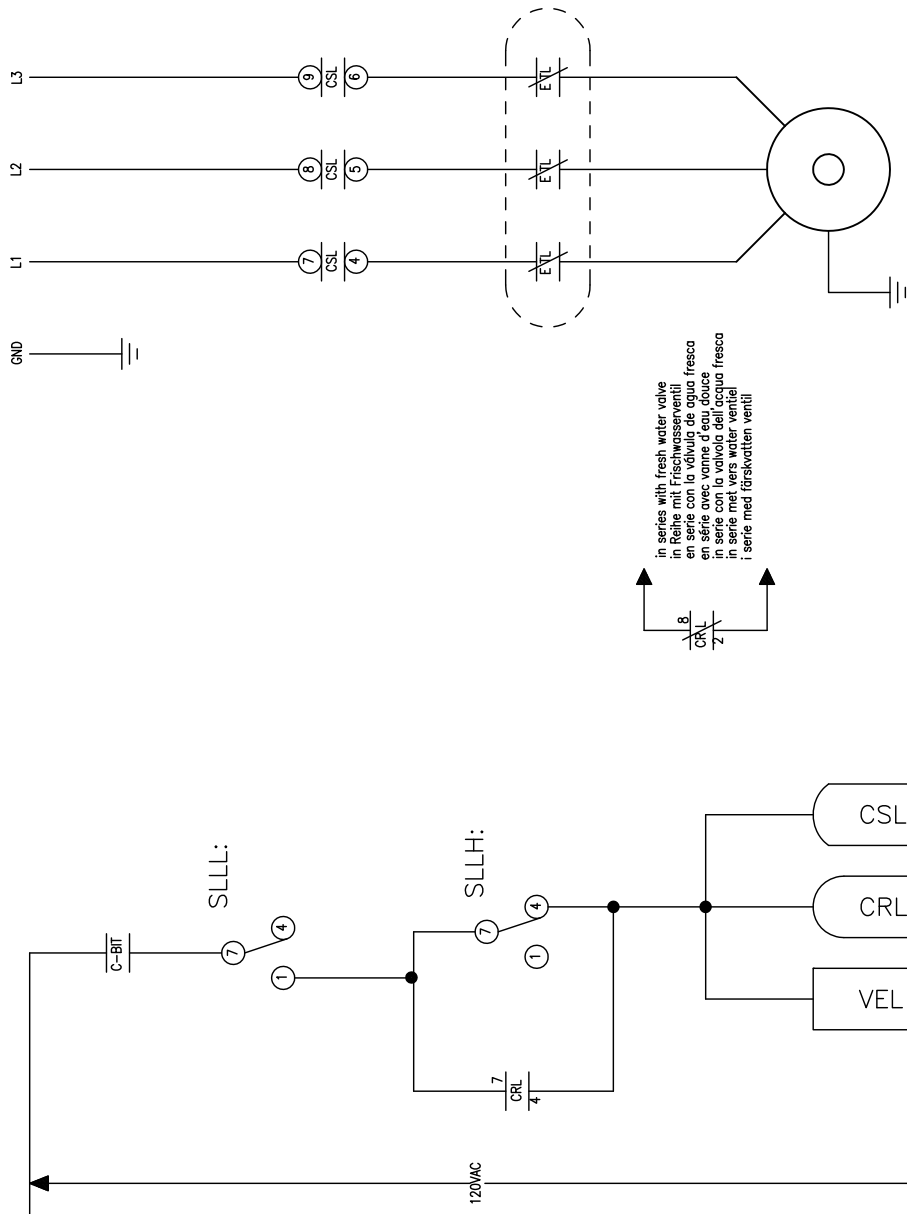 L1
L2
L3
GND
7
8
9
CSL
CSL
CSL
4
5
6
ETL
ETL
ETL
in series with fresh water valve
in Reihe mit Frischwasserventil
en serie con la válvula de agua fresca
en série avec vanne d'eau douce
in serie con la valvola dell'acqua fresca
in serie met vers water ventiel
i serie med färskvatten ventil
8
CRL
2
C-BIT
SLLL:
7
1
4
SLLH:
7
1
4
7
CRL
4
120VAC
VEL
CRL
CSL